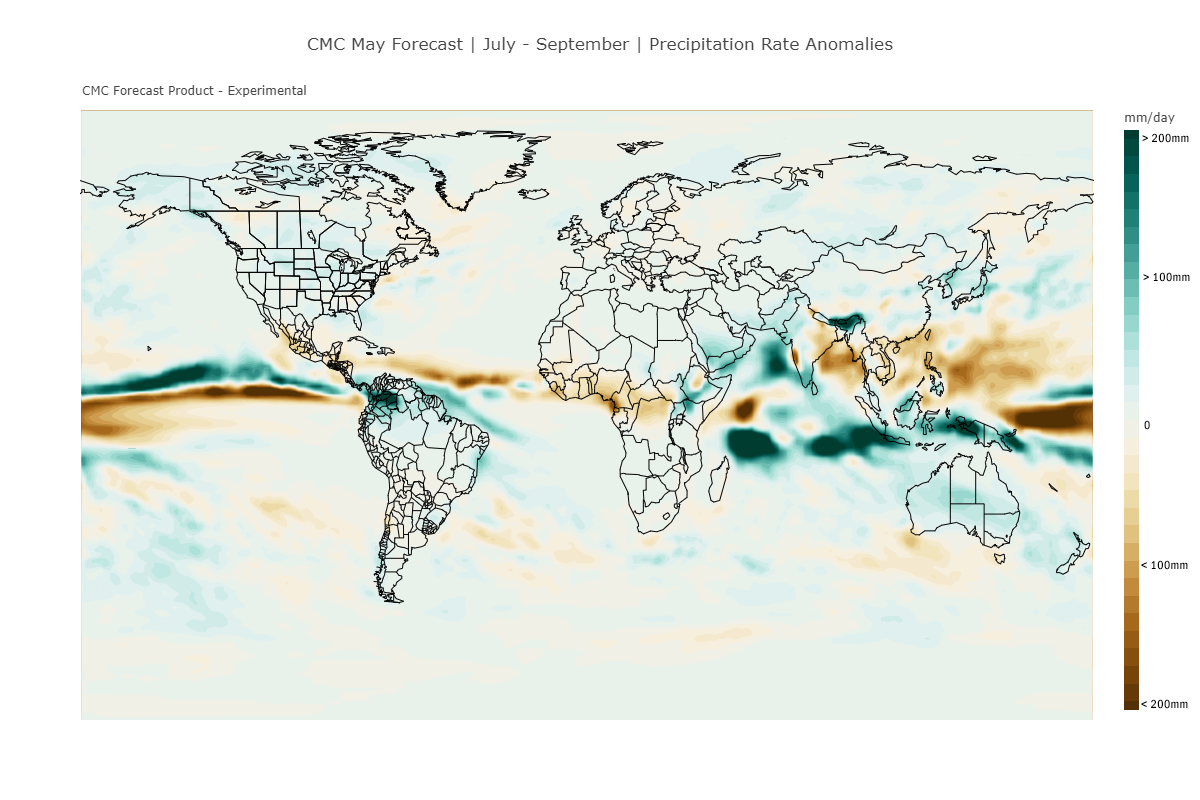 CMC May Forecast | July - September | Precipitation Rate Anomalies
CMC Forecast Product - Experimental
mm/day
> 200mm
> 100mm
0
< 100mm
< 200mm